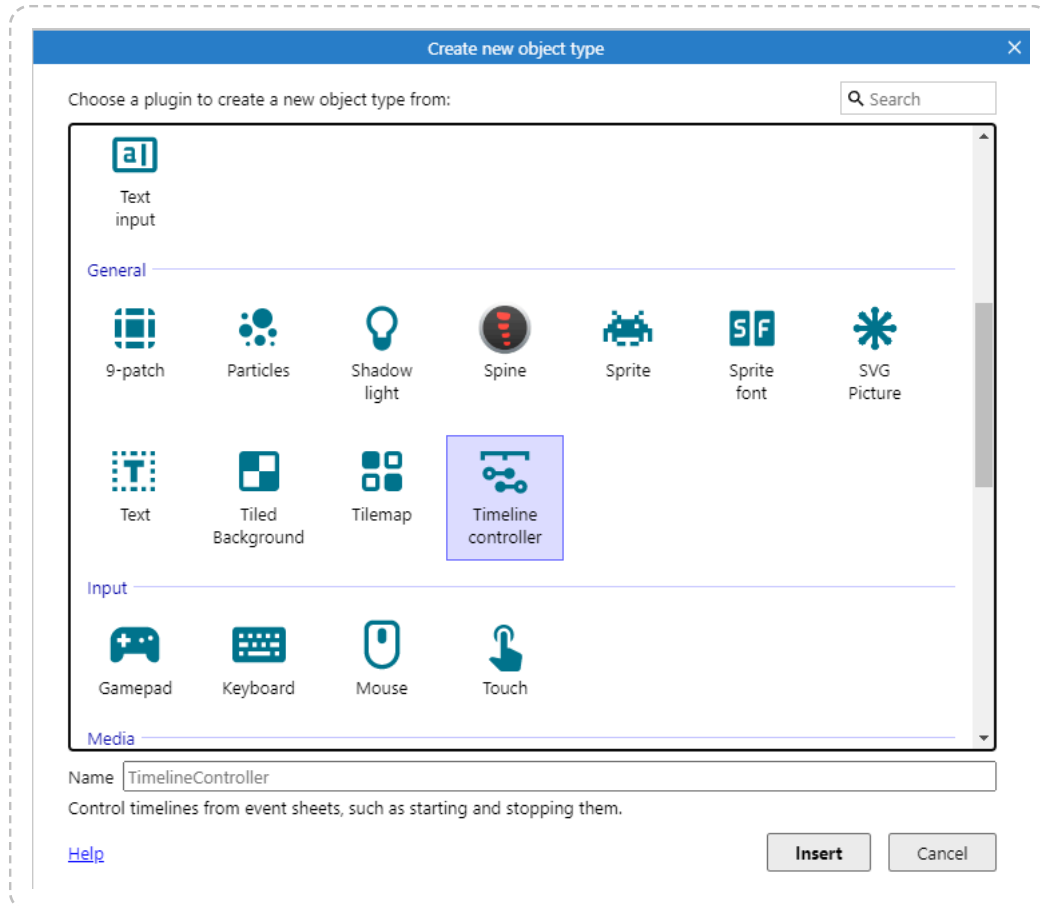 Create new object type
Choose a plugin to create a new object type from:
Search
a
Text
input
General
9-patch
Particles
Shadow
light
Spine
Sprite
S F
Sprite
font
SVG
Picture
T
Text
Tiled
Background
Tilemap
Timeline
controller
Input
Gamepad
Keyboard
Mouse
Touch
Media
Name TimelineController
Control timelines from event sheets, such as starting and stopping them.
Help
Insert
Cancel